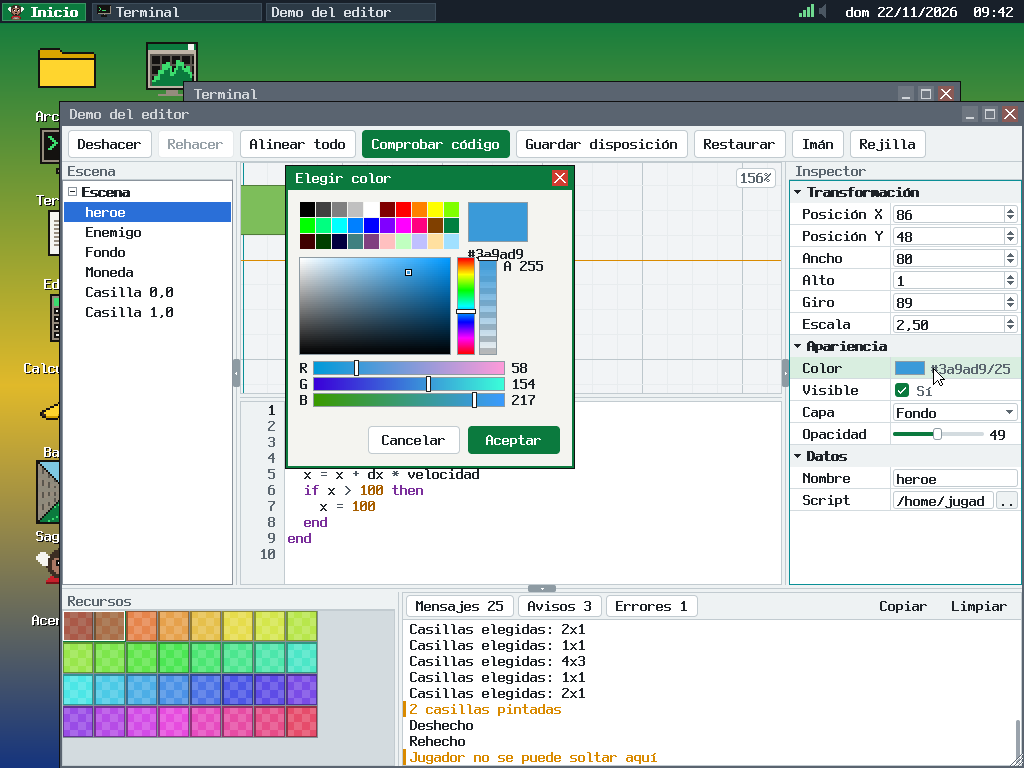 Inicio
Terminal
Demo del editor
dom 22/11/2026 09:42
Terminal
Demo del editor
Deshacer
Rehacer
Alinear todo
Comprobar código
Guardar disposición
Restaurar
Imán
Rejilla
Escena
Escena
heroe
Enemigo
Fondo
Moneda
Casilla 0,0
Casilla 1,0
156%
Elegir color
#3a9ad9
A 255
R 58
G 154
B 217
Cancelar
Aceptar
1
2
3
4
5 x = x + dx * velocidad
6 if x > 100 then
7 x = 100
8 end
9 end
10
Inspector
Transformación
Posición X 86
Posición Y 48
Ancho 80
Alto 1
Giro 89
Escala 2,50
Apariencia
Color #3a9ad9/25
Visible Sí
Capa Fondo
Opacidad 49
Datos
Nombre heroe
Script /home/jugad ..
Recursos
Mensajes 25
Avisos 3
Errores 1
Copiar
Limpiar
Casillas elegidas: 2x1
Casillas elegidas: 1x1
Casillas elegidas: 4x3
Casillas elegidas: 1x1
Casillas elegidas: 2x1
2 casillas pintadas
Deshecho
Rehecho
Jugador no se puede soltar aquí